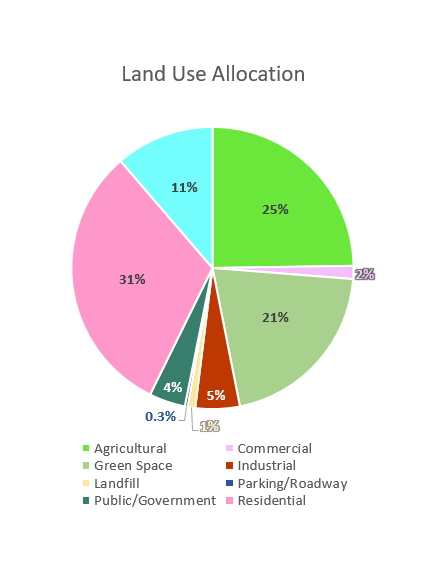 Land Use Allocation
11%
25%
2%
31%
21%
4%
5%
0.3%
1%
Agricultural
Commercial
Green Space
Industrial
Landfill
Parking/Roadway
Public/Government
Residential